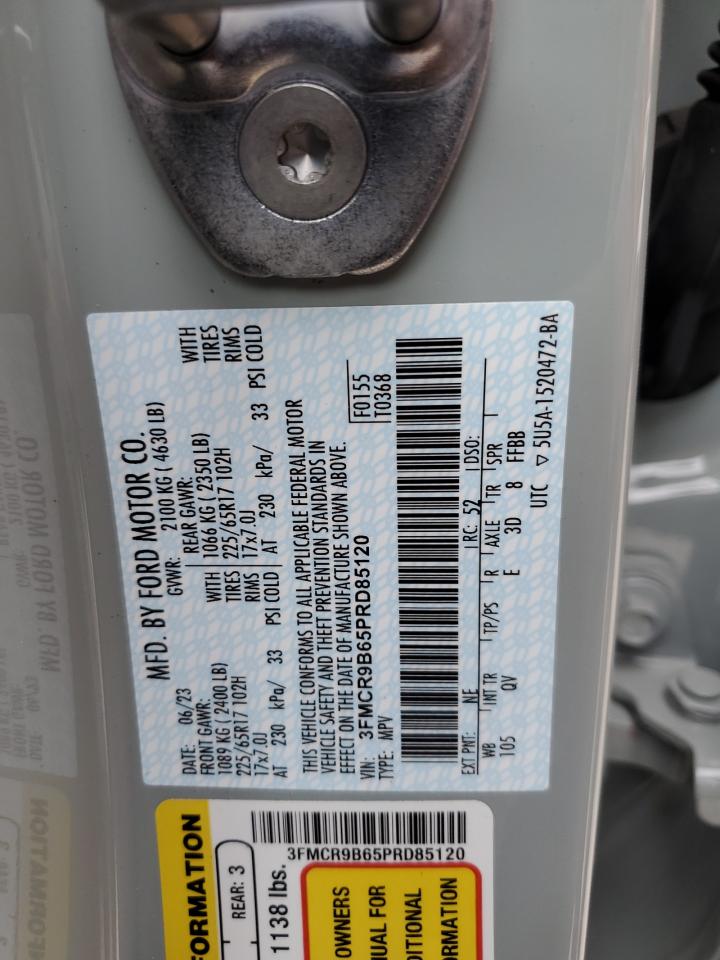 MFD. BY FORD MOTOR CO.
DATE: 06/23 GVWR: 2100 KG ( 4630 LB)
FRONT GAWR: REAR GAWR: WITH
1089 KG ( 2400 LB) WITH 1066 KG ( 2350 LB) TIRES
225/65R17 102H TIRES 225/65R17 102H RIMS
17x7.0J RIMS 17x7.0J
AT 230 kPa/ 33 PSI COLD AT 230 kPa/ 33 PSI COLD
THIS VEHICLE CONFORMS TO ALL APPLICABLE FEDERAL MOTOR
VEHICLE SAFETY AND THEFT PREVENTION STANDARDS IN
EFFECT ON THE DATE OF MANUFACTURE SHOWN ABOVE.
VIN: 3FMCR9B65PRD85120 F0155
TYPE: MPV T0368
EXT PNT: NE RC: 52 DSO:
WB INT TR TP/PS R AXLE TR SPR
105 QV E 3D 8 FFBB
UTC ▽ 5U5A-1520472-BA
3FMCR9B65PRD85120
FORMATION
REAR: 3
1138 lbs.
OWNERS
UAL FOR
DITIONAL
ORMATION